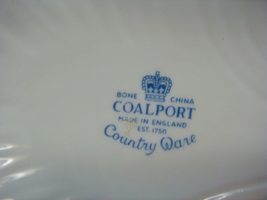 BONE CHINA
COALPORT
MADE IN ENGLAND
EST. 1750
Country Ware